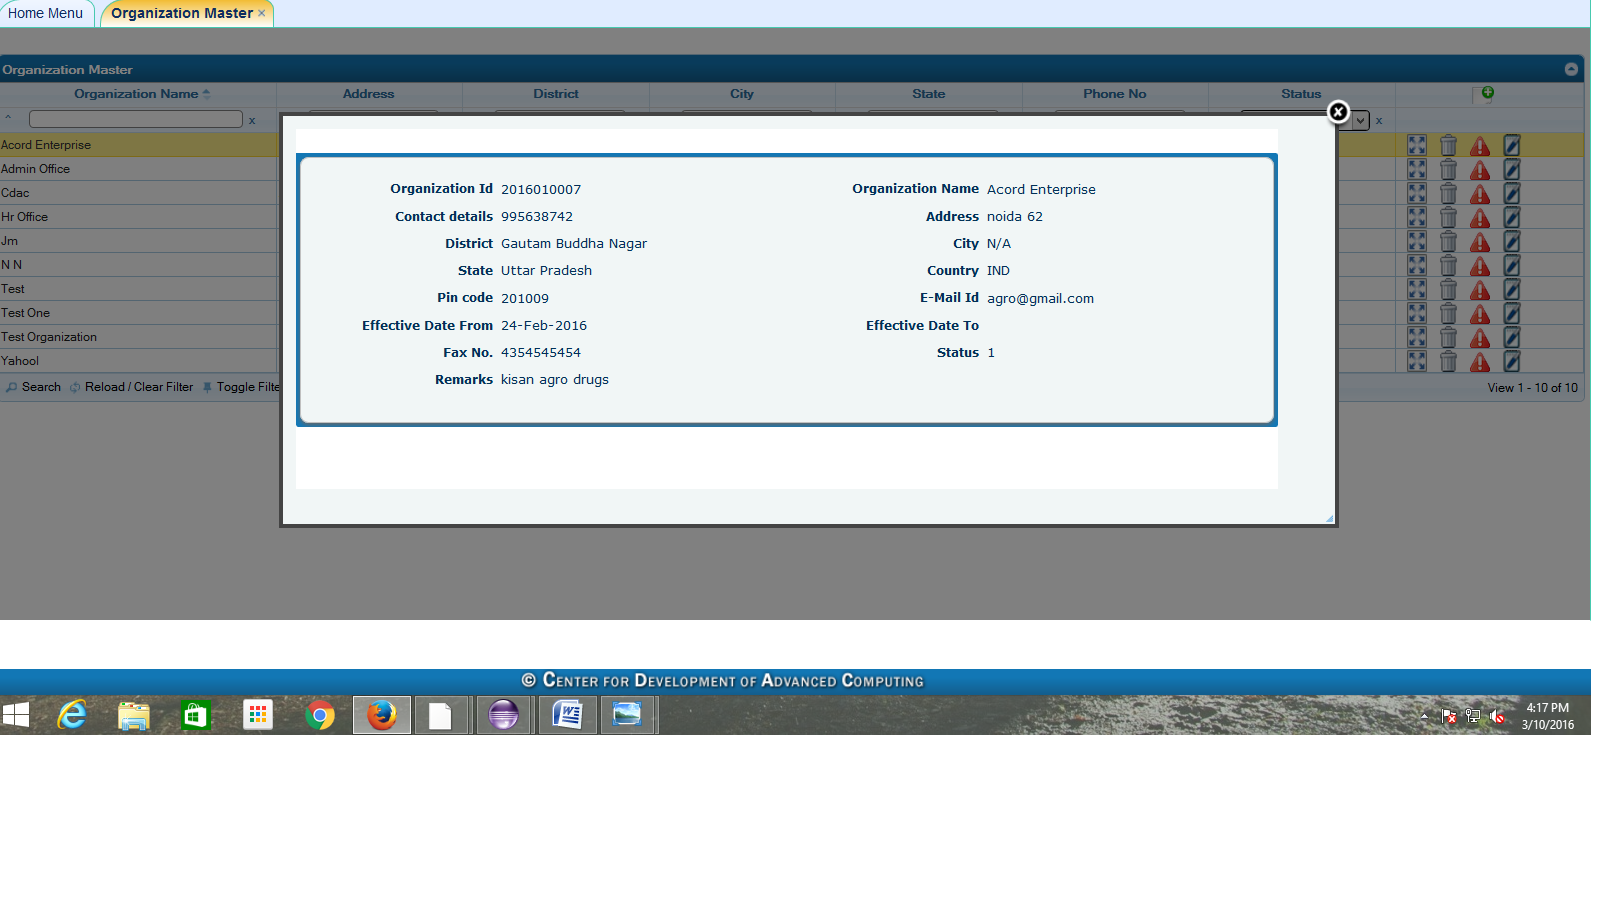 Home Menu Organization Master ×
Organization Master
Organization Name Address District City State Phone No Status
x x
Acord Enterprise
Admin Office
Cdac
Hr Office
Jm
N N
Test
Test One
Test Organization
Yahool
Search Reload / Clear Filter Toggle Filte View 1 - 10 of 10
Organization Id 2016010007 Organization Name Acord Enterprise
Contact details 995638742 Address noida 62
District Gautam Buddha Nagar City N/A
State Uttar Pradesh Country IND
Pin code 201009 E-Mail Id agro@gmail.com
Effective Date From 24-Feb-2016 Effective Date To
Fax No. 4354545454 Status 1
Remarks kisan agro drugs
© Center for Development of Advanced Computing
4:17 PM
3/10/2016